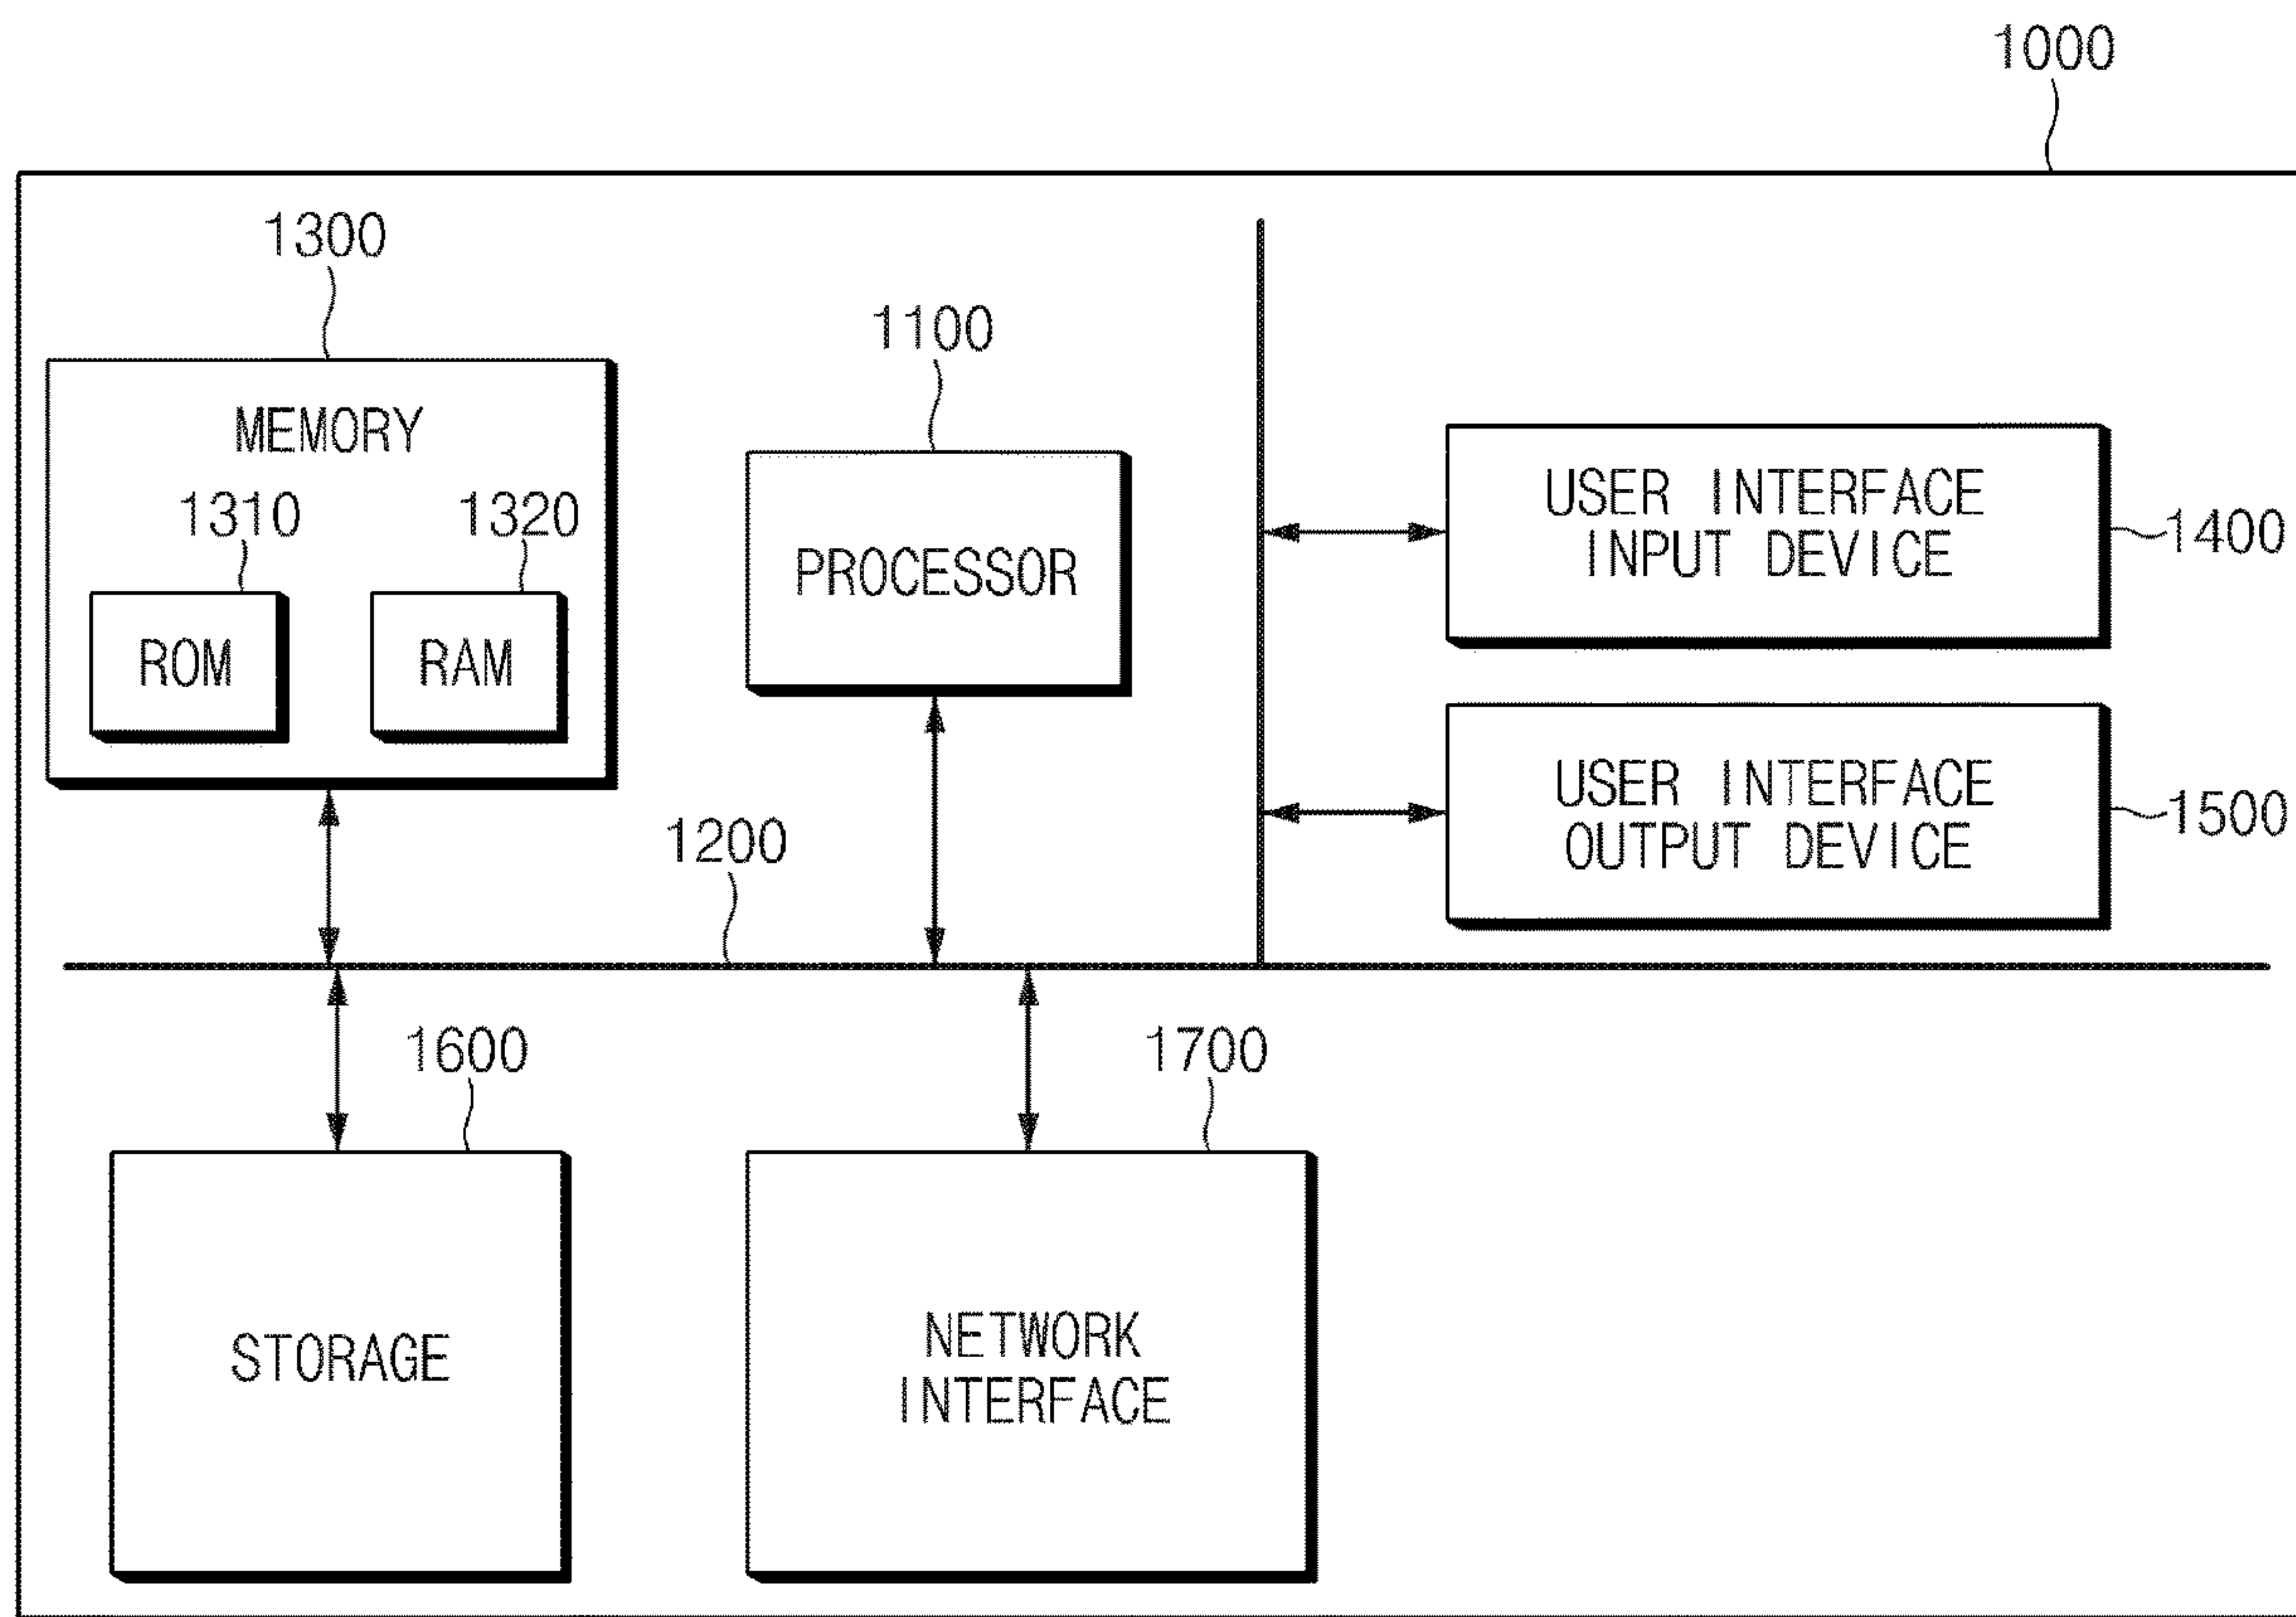 1000
1300
1100
MEMORY
1310
1320
ROM
RAM
PROCESSOR
USER INTERFACE
INPUT DEVICE
1400
USER INTERFACE
OUTPUT DEVICE
1500
1200
1600
1700
STORAGE
NETWORK
INTERFACE